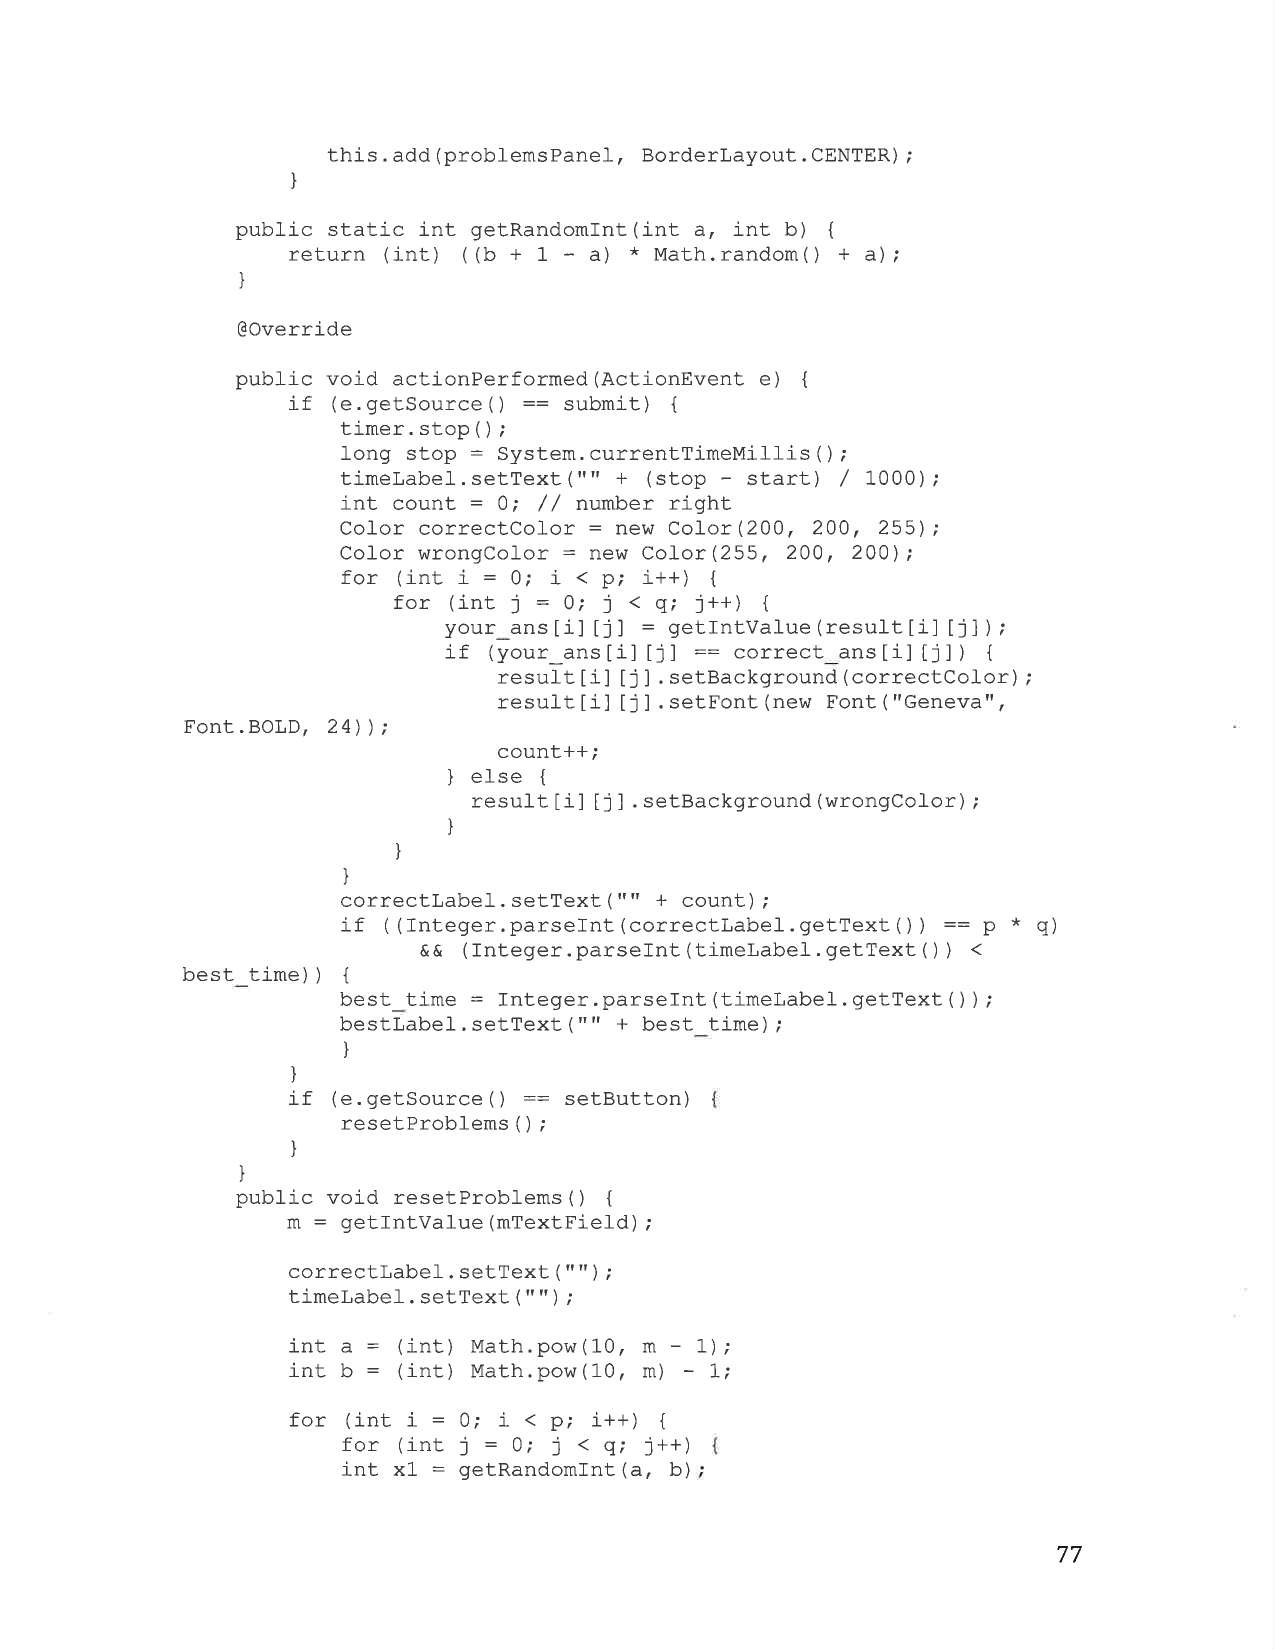 this.add(problemsPanel, BorderLayout.CENTER);
}
public static int getRandomInt(int a, int b) {
return (int) ((b + 1 - a) * Math.random() + a);
}
@Override
public void actionPerformed(ActionEvent e) {
if (e.getSource() == submit) {
timer.stop();
long stop = System.currentTimeMillis();
timeLabel.setText("" + (stop - start) / 1000);
int count = 0; // number right
Color correctColor = new Color(200, 200, 255);
Color wrongColor = new Color(255, 200, 200);
for (int i = 0; i < p; i++) {
for (int j = 0; j < q; j++) {
your_ans[i][j] = getIntValue(result[i][j]);
if (your_ans[i][j] == correct_ans[i][j]) {
result[i][j].setBackground(correctColor);
result[i][j].setFont(new Font("Geneva",
Font.BOLD, 24));
count++;
} else {
result[i][j].setBackground(wrongColor);
}
}
}
correctLabel.setText("" + count);
if ((Integer.parseInt(correctLabel.getText()) == p * q)
&& (Integer.parseInt(timeLabel.getText()) <
best_time)) {
best_time = Integer.parseInt(timeLabel.getText());
bestLabel.setText("" + best_time);
}
}
if (e.getSource() == setButton) {
resetProblems();
}
}
public void resetProblems() {
m = getIntValue(mTextField);
correctLabel.setText("");
timeLabel.setText("");
int a = (int) Math.pow(10, m - 1);
int b = (int) Math.pow(10, m) - 1;
for (int i = 0; i < p; i++) {
for (int j = 0; j < q; j++) {
int x1 = getRandomInt(a, b);
77